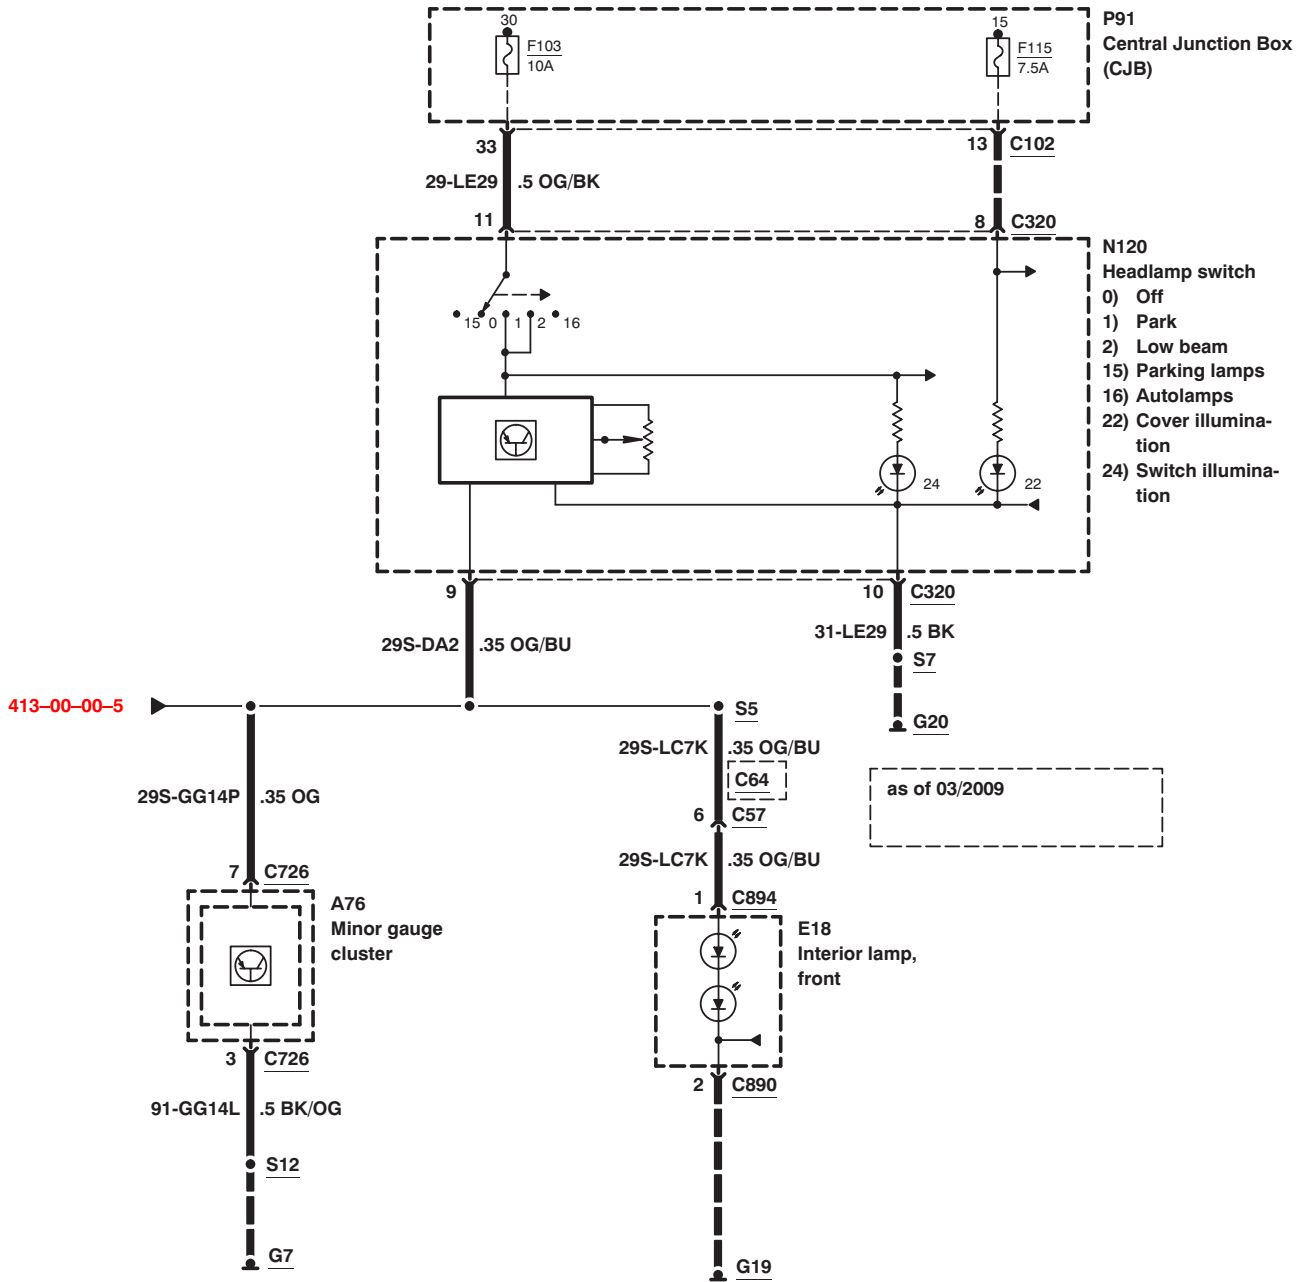 30
F103
10A
15
F115
7.5A
P91
Central Junction Box
(CJB)
33
13 C102
29-LE29 .5 OG/BK
11
8 C320
N120
Headlamp switch
0) Off
1) Park
2) Low beam
15) Parking lamps
16) Autolamps
22) Cover illumina-
tion
24) Switch illumina-
tion
15 0 1 2 16
24
22
9
10 C320
29S-DA2 .35 OG/BU
31-LE29 .5 BK
S7
G20
413–00–00–5
S5
29S-LC7K .35 OG/BU
C64
6 C57
29S-LC7K .35 OG/BU
as of 03/2009
29S-GG14P .35 OG
7 C726
A76
Minor gauge
cluster
1 C894
E18
Interior lamp,
front
3 C726
2 C890
91-GG14L .5 BK/OG
S12
G7
G19